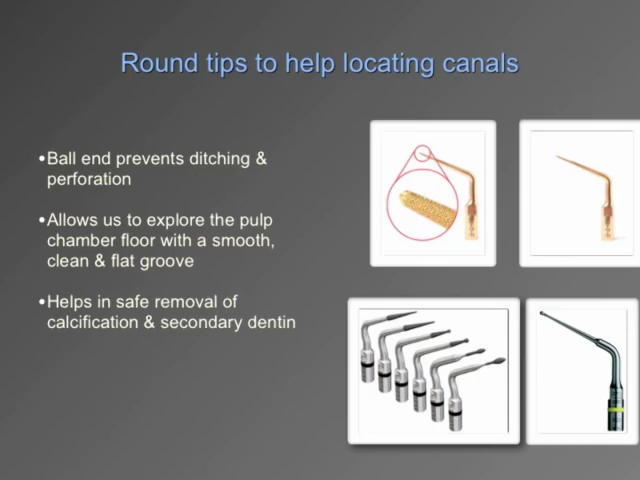 Round tips to help locating canals
•Ball end prevents ditching &
perforation
•Allows us to explore the pulp
chamber floor with a smooth,
clean & flat groove
•Helps in safe removal of
calcification & secondary dentin